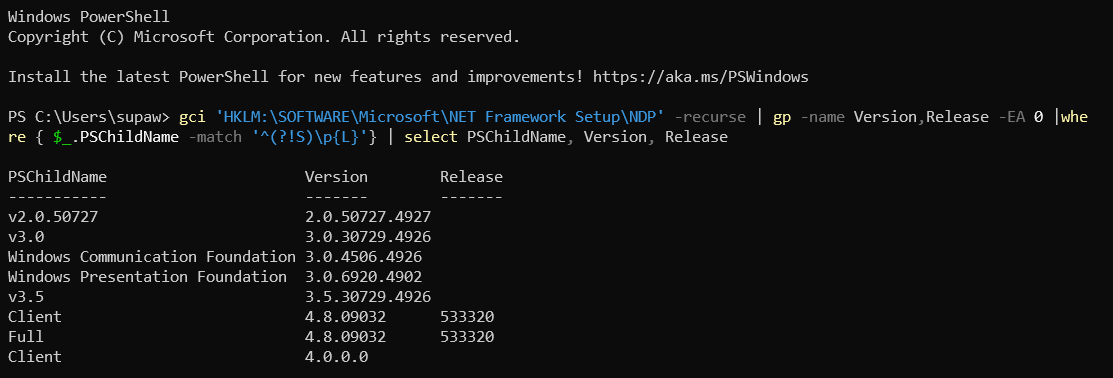 Windows PowerShell
Copyright (C) Microsoft Corporation. All rights reserved.
Install the latest PowerShell for new features and improvements! https://aka.ms/PSWindows
PS C:\Users\supaw> gci 'HKLM:\SOFTWARE\Microsoft\NET Framework Setup\NDP' -recurse | gp -name Version,Release -EA 0 |whe
re { $_.PSChildName -match '^(?!S)\p{L}'} | select PSChildName, Version, Release
PSChildName                      Version        Release
-----------                      -------        -------
v2.0.50727                       2.0.50727.4927
v3.0                             3.0.30729.4926
Windows Communication Foundation 3.0.4506.4926
Windows Presentation Foundation  3.0.6920.4902
v3.5                             3.5.30729.4926
Client                           4.8.09032      533320
Full                             4.8.09032      533320
Client                           4.0.0.0